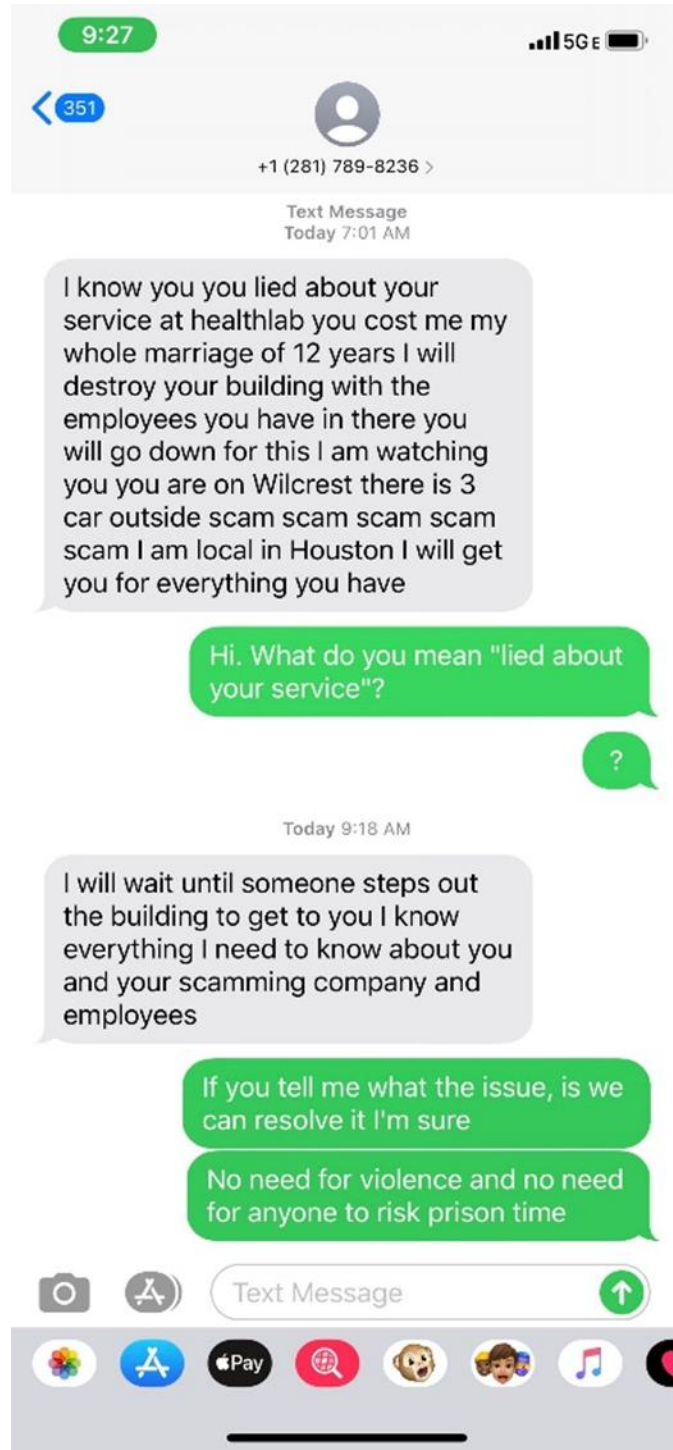 9:27
5G E
351
+1 (281) 789-8236 >
Text Message
Today 7:01 AM
I know you you lied about your
service at healthlab you cost me my
whole marriage of 12 years I will
destroy your building with the
employees you have in there you
will go down for this I am watching
you you are on Wilcrest there is 3
car outside scam scam scam scam
scam I am local in Houston I will get
you for everything you have
Hi. What do you mean "lied about
your service"?
?
Today 9:18 AM
I will wait until someone steps out
the building to get to you I know
everything I need to know about you
and your scamming company and
employees
If you tell me what the issue, is we
can resolve it I'm sure
No need for violence and no need
for anyone to risk prison time
Text Message
Pay